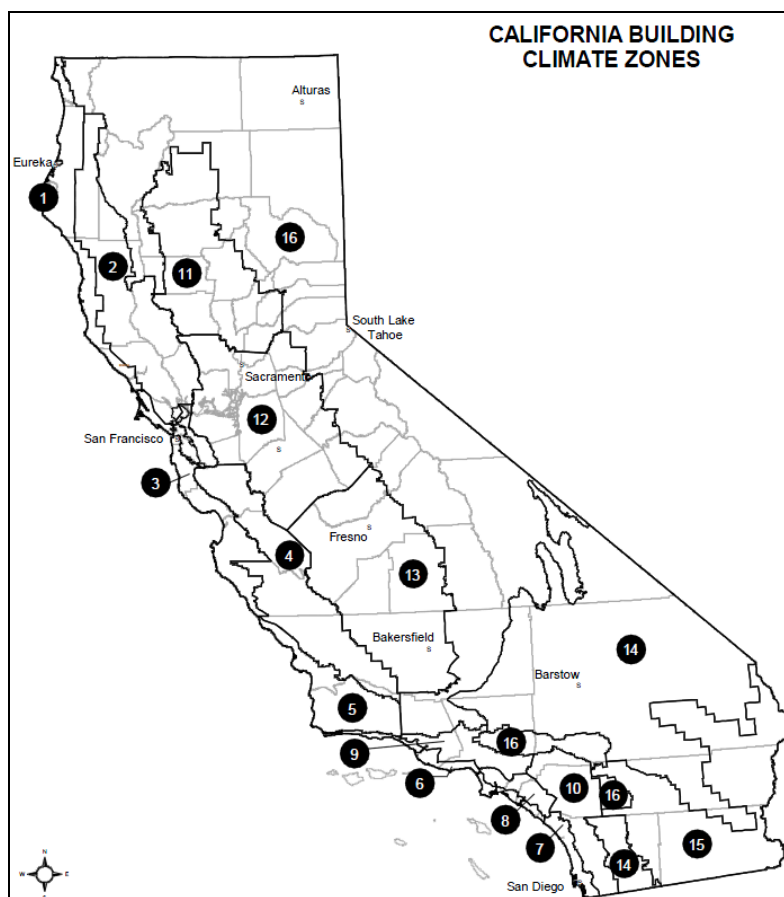 CALIFORNIA BUILDING
CLIMATE ZONES
Alturas
S
Eureka
1
16
2
11
South Lake
Tahoe
S
S
Sacramento
12
San Francisco
S
S
3
S
Fresno
4
13
Bakersfield
S
14
Barstow
S
5
16
9
6
10
16
8
7
15
14
San Diego
S
N
W
E
S